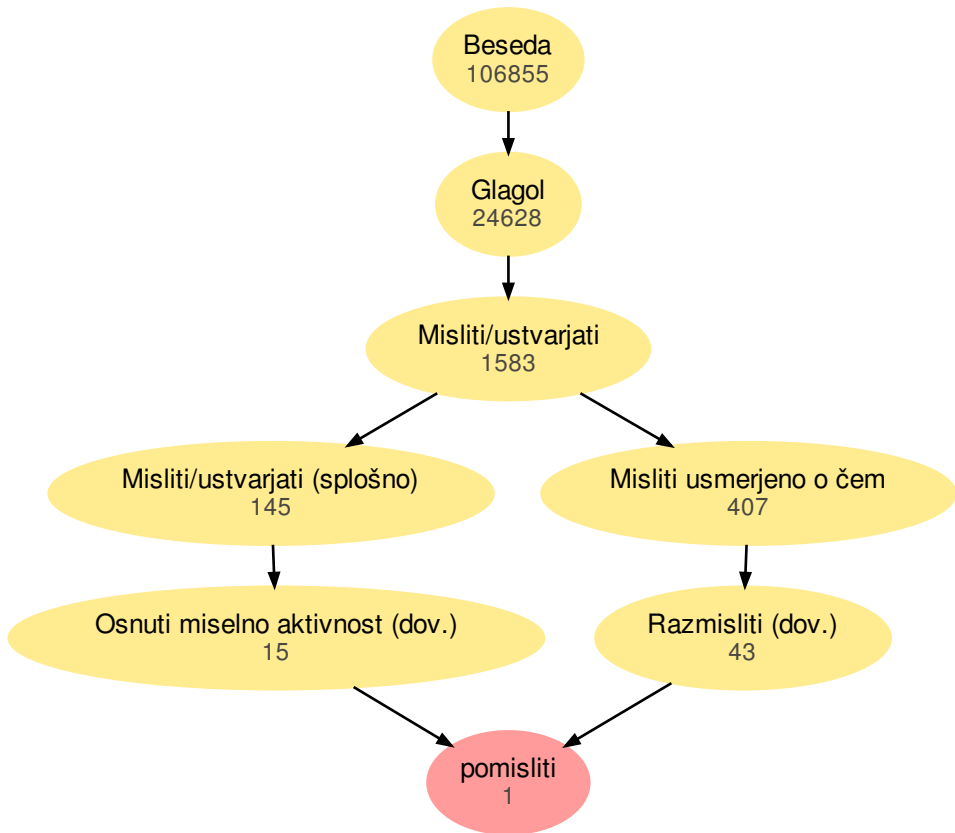 Beseda
106855
Glagol
24628
Misliti/ustvarjati
1583
Misliti/ustvarjati (splošno)
145
Misliti usmerjeno o čem
407
Osnuti miselno aktivnost (dov.)
15
Razmisliti (dov.)
43
pomisliti
1